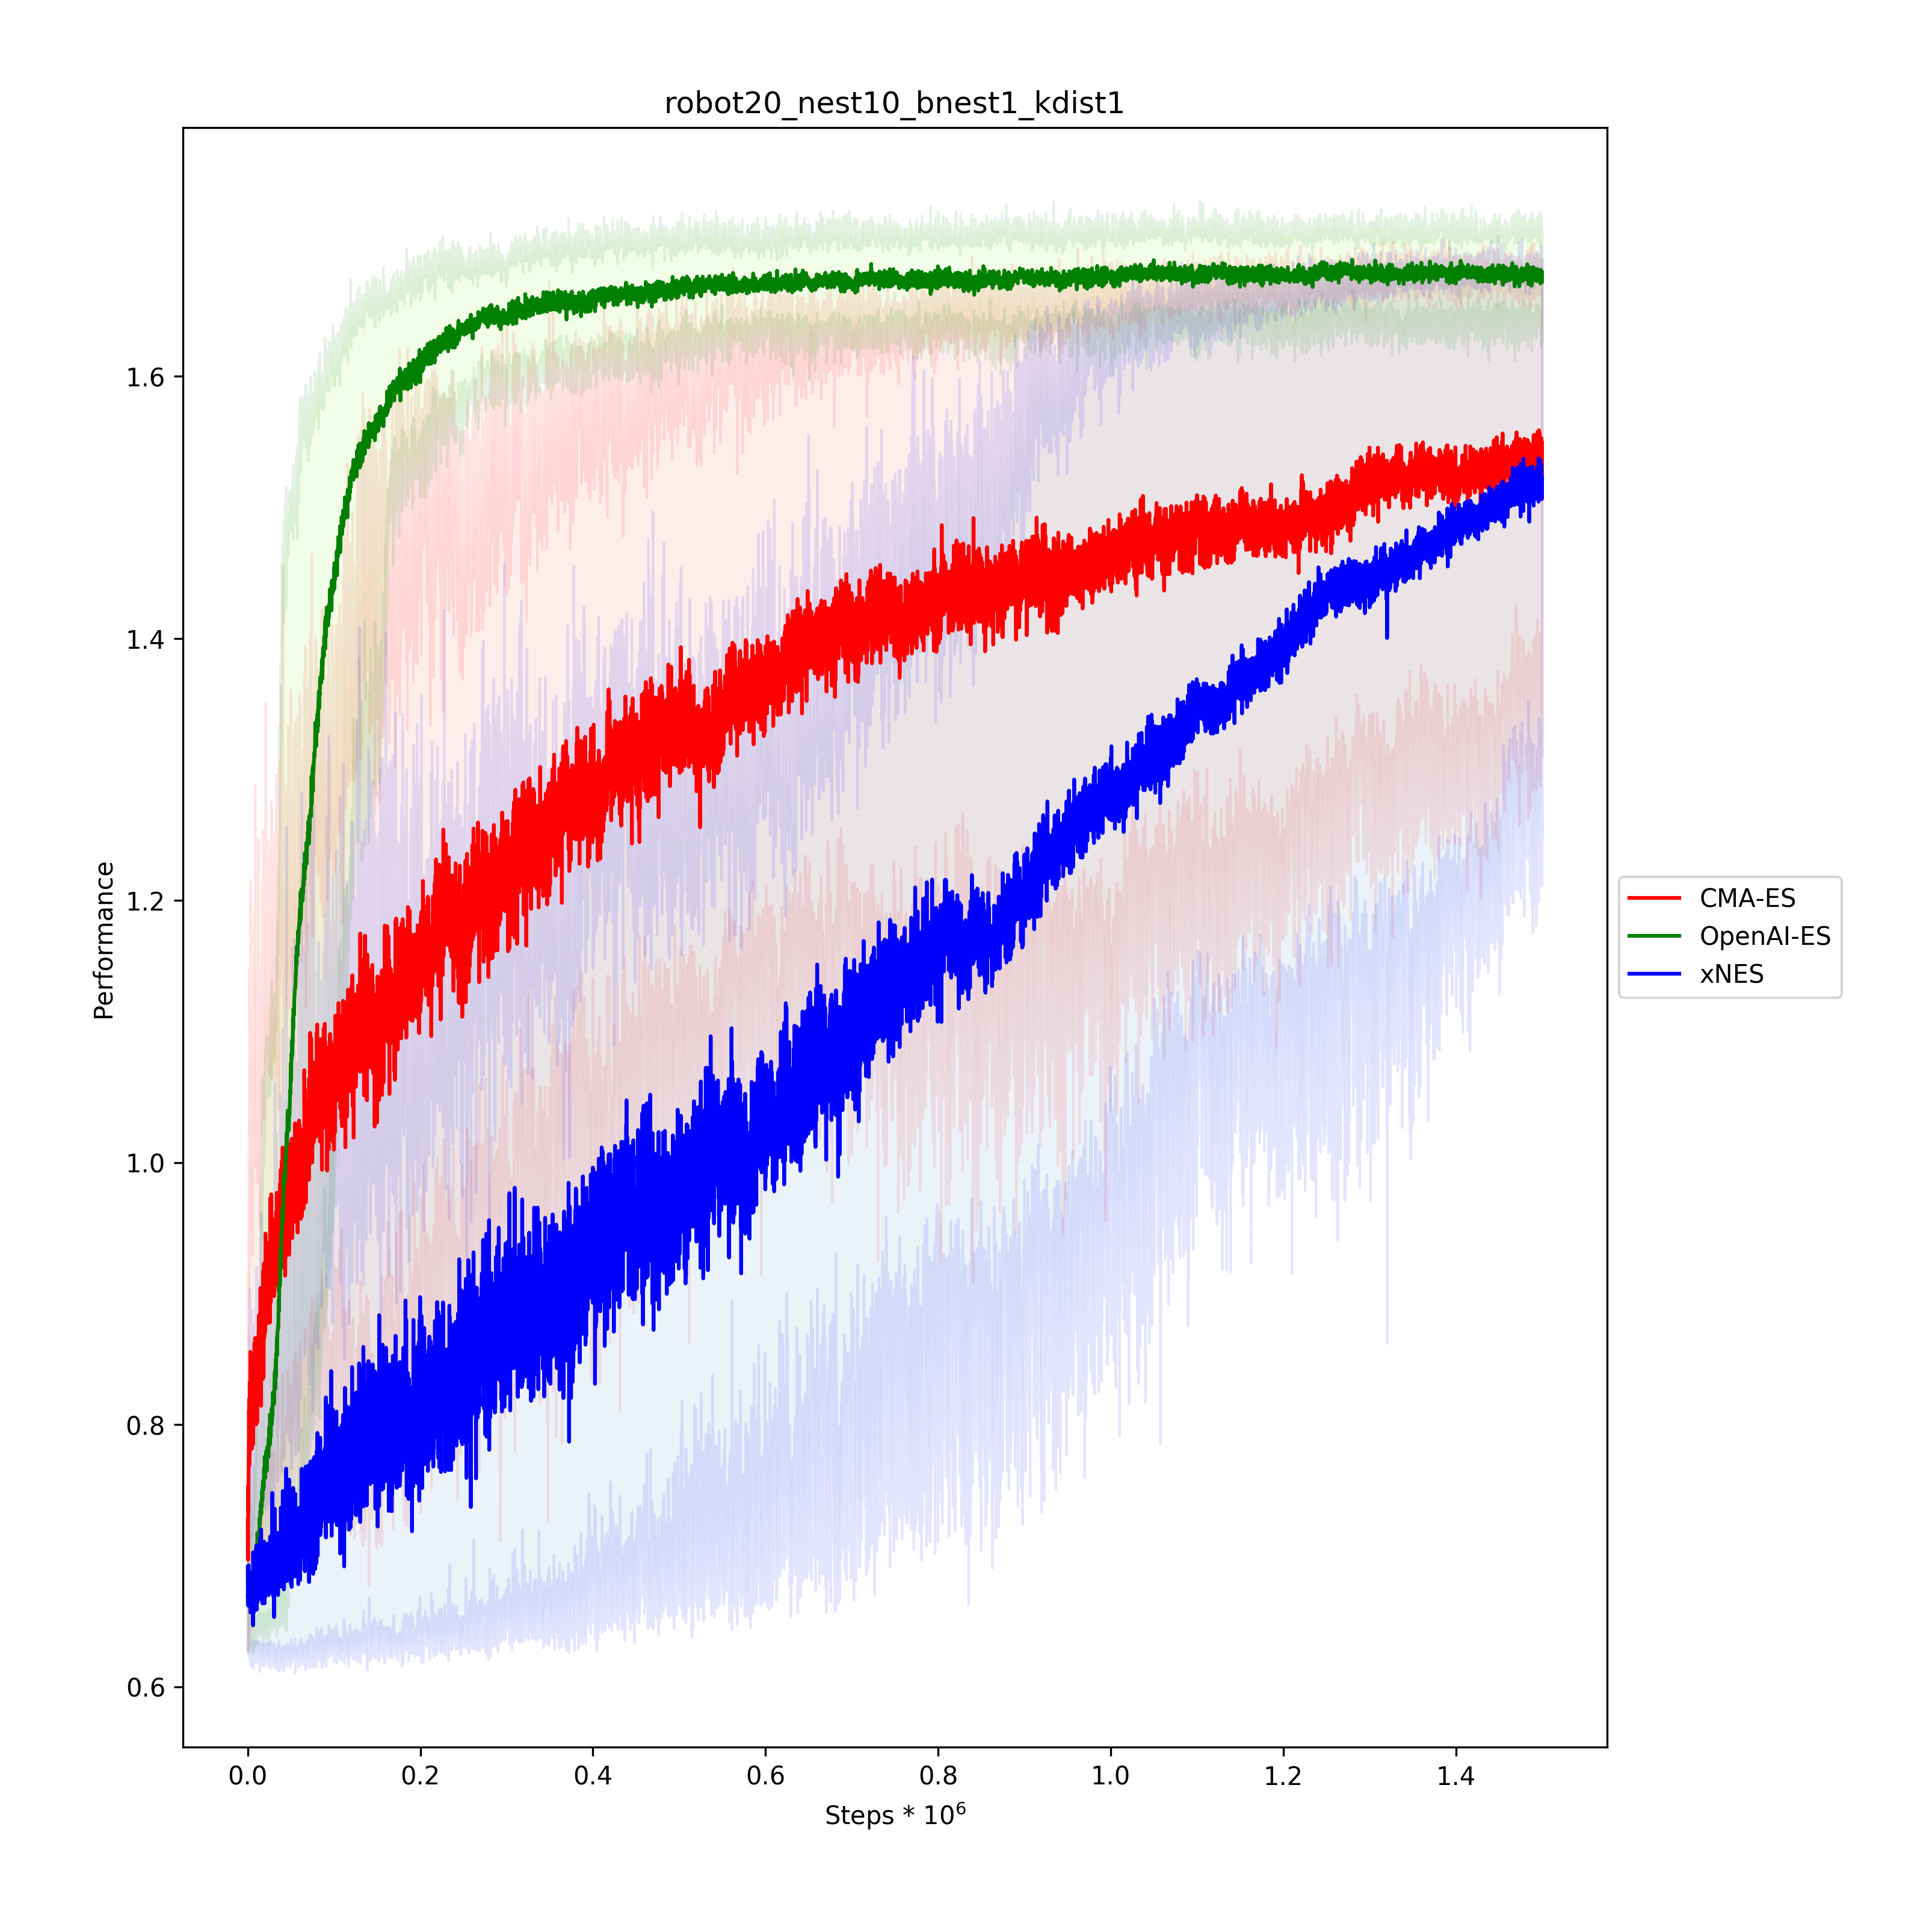 robot20_nest10_bnest1_kdist1
Performance
1.6
1.4
1.2
1.0
0.8
0.6
0.0 0.2 0.4 0.6 0.8 1.0 1.2 1.4
Steps * 10⁶
CMA-ES
OpenAI-ES
xNES